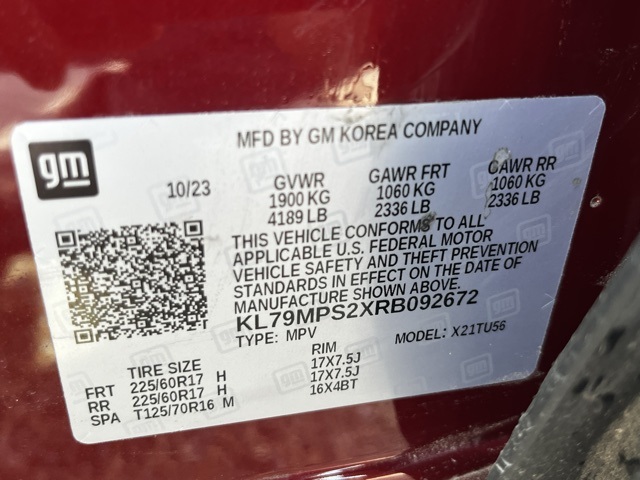 MFD BY GM KOREA COMPANY
gm
10/23
GVWR
1900 KG
4189 LB
GAWR FRT
1060 KG
2336 LB
GAWR RR
1060 KG
2336 LB
THIS VEHICLE CONFORMS TO ALL
APPLICABLE U.S. FEDERAL MOTOR
VEHICLE SAFETY AND THEFT PREVENTION
STANDARDS IN EFFECT ON THE DATE OF
MANUFACTURE SHOWN ABOVE.
KL79MPS2XRB092672
TYPE: MPV MODEL: X21TU56
TIRE SIZE RIM
FRT 225/60R17 H 17X7.5J
RR 225/60R17 H 17X7.5J
SPA T125/70R16 M 16X4BT